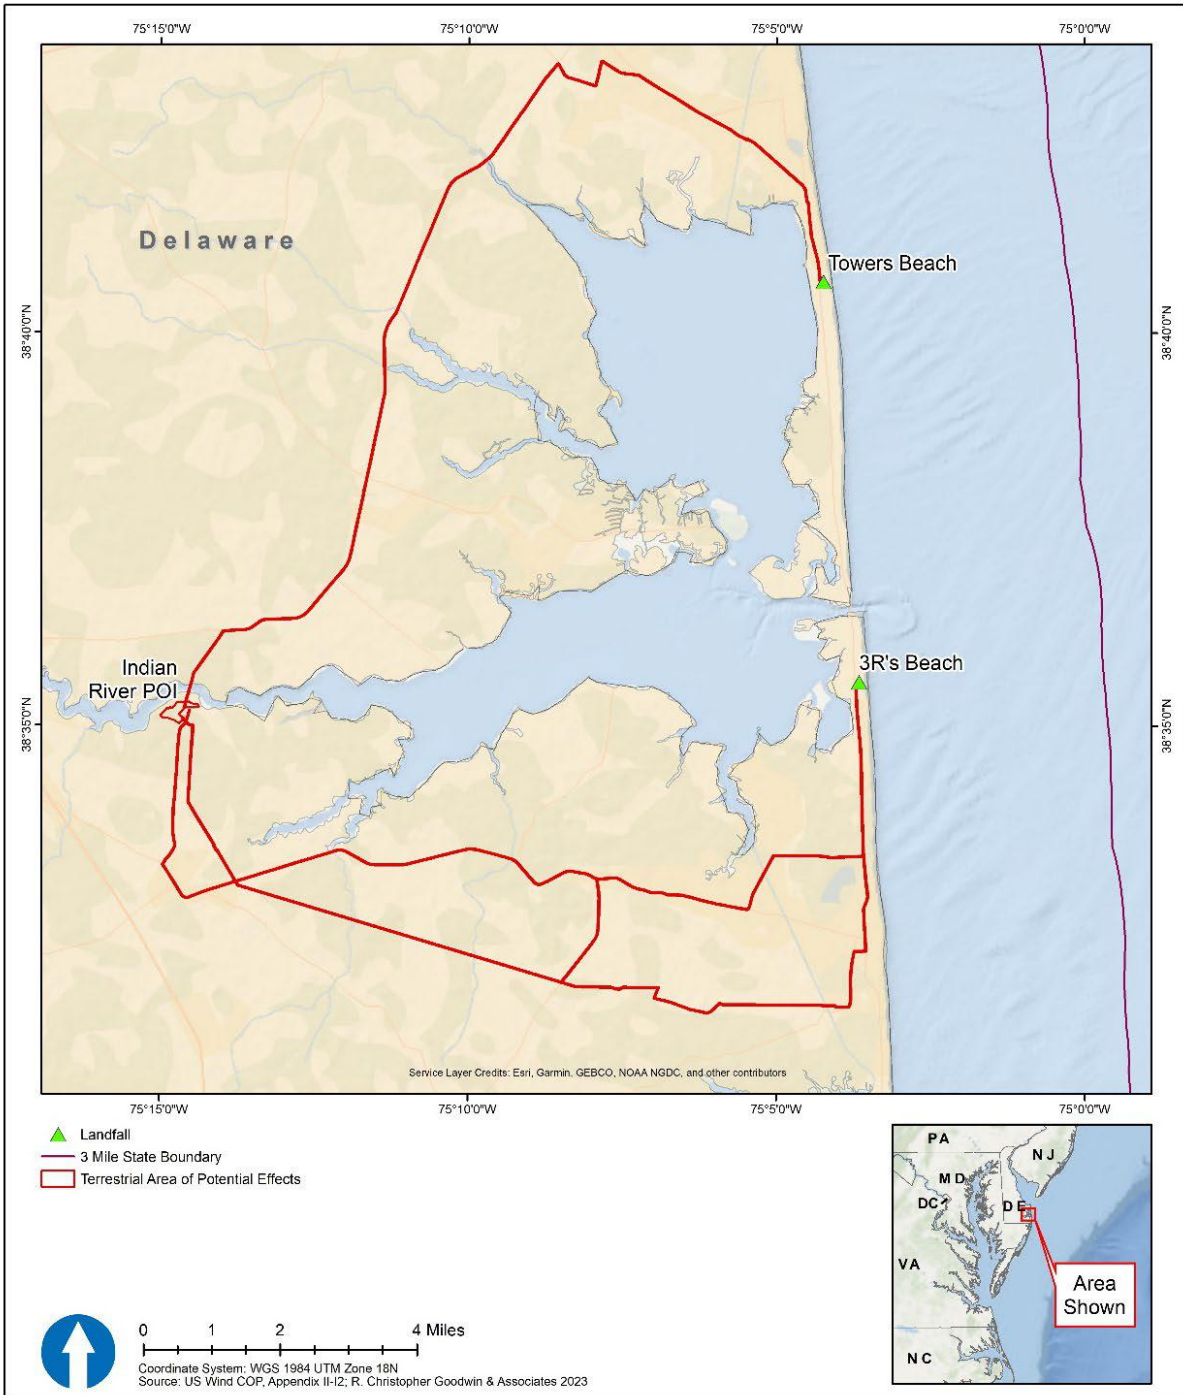 75°15'0"W 75°10'0"W 75°5'0"W 75°0'0"W
Delaware
Towers Beach
38°40'0"N 38°40'0"N
3R's Beach
Indian
River POI
38°35'0"N 38°35'0"N
Service Layer Credits: Esri, Garmin, GEBCO, NOAA NGDC, and other contributors
75°15'0"W 75°10'0"W 75°5'0"W 75°0'0"W
Landfall
3 Mile State Boundary
Terrestrial Area of Potential Effects
PA
NJ
MD
DC
DE
VA
Area
Shown
NC
0 1 2 4 Miles
Coordinate System: WGS 1984 UTM Zone 18N
Source: US Wind COP, Appendix II-I2; R. Christopher Goodwin & Associates 2023